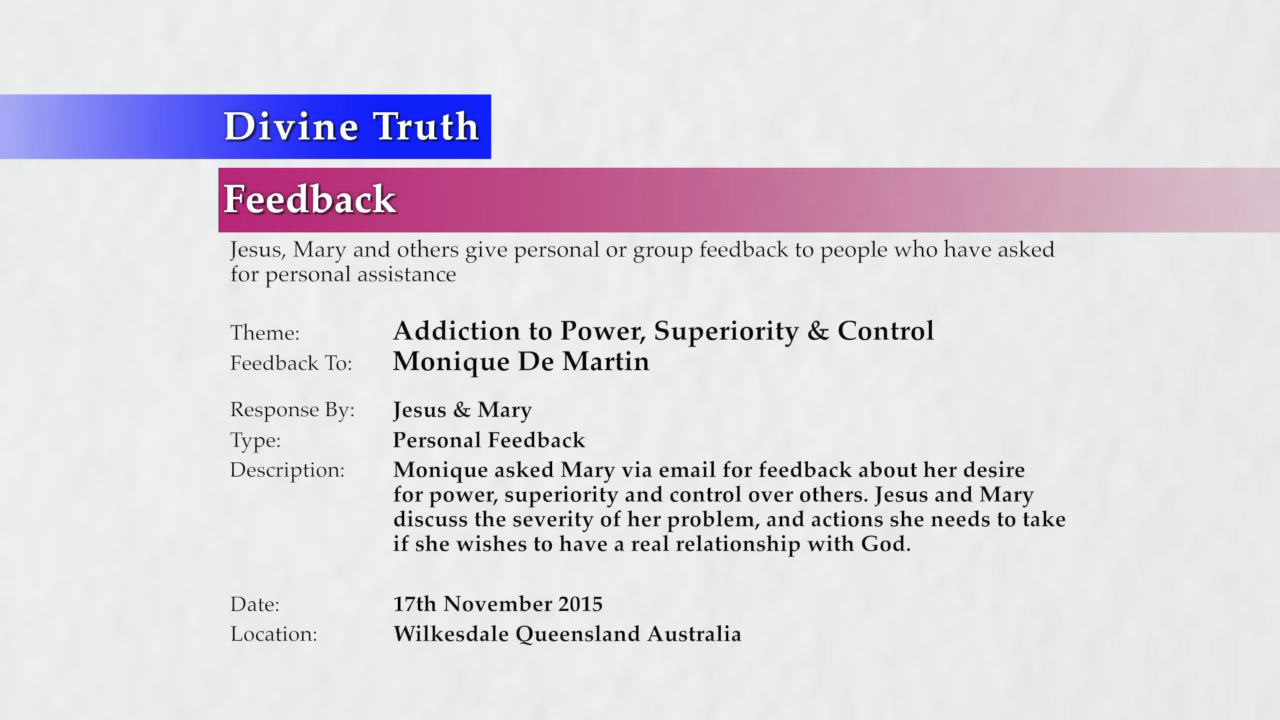 Divine Truth
Feedback
Jesus, Mary and others give personal or group feedback to people who have asked
for personal assistance
Theme: Addiction to Power, Superiority & Control
Feedback To: Monique De Martin
Response By: Jesus & Mary
Type: Personal Feedback
Description: Monique asked Mary via email for feedback about her desire
for power, superiority and control over others. Jesus and Mary
discuss the severity of her problem, and actions she needs to take
if she wishes to have a real relationship with God.
Date: 17th November 2015
Location: Wilkesdale Queensland Australia